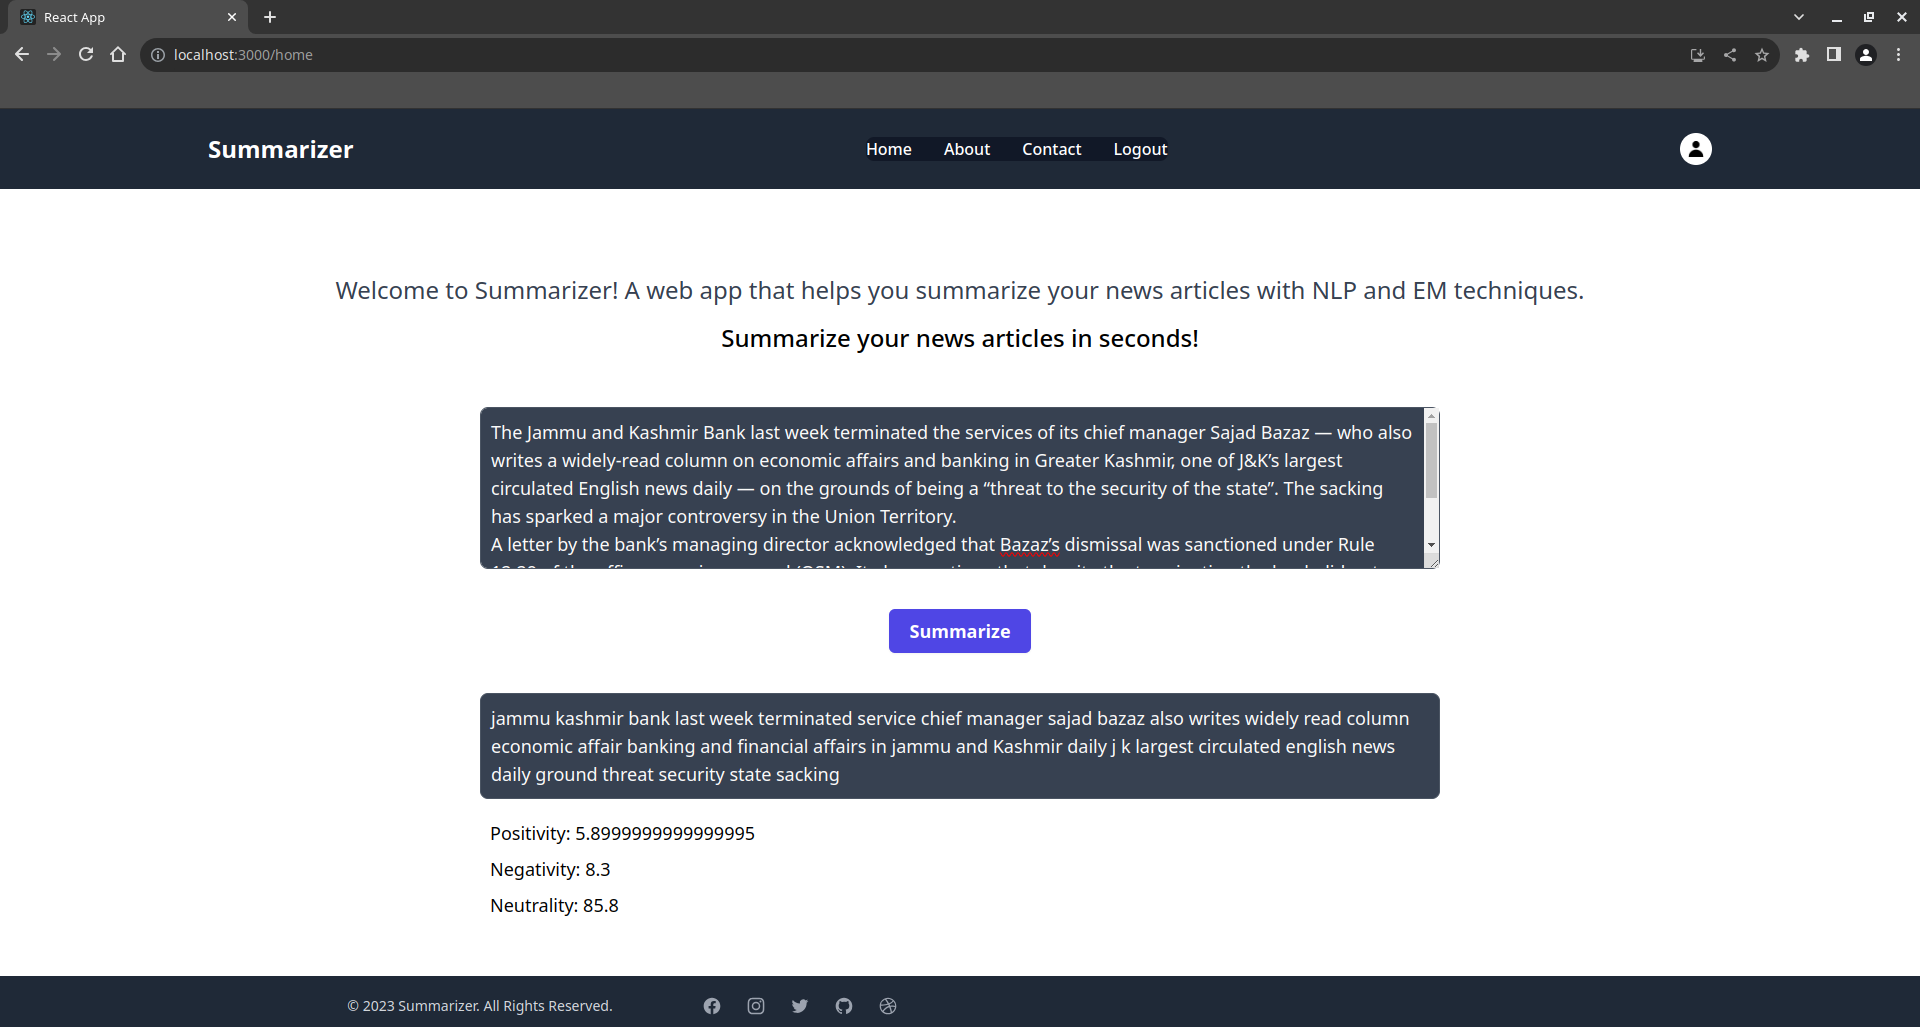 React App
localhost:3000/home
Summarizer
Home About Contact Logout
Welcome to Summarizer! A web app that helps you summarize your news articles with NLP and EM techniques.
Summarize your news articles in seconds!
The Jammu and Kashmir Bank last week terminated the services of its chief manager Sajad Bazaz — who also
writes a widely-read column on economic affairs and banking in Greater Kashmir, one of J&K’s largest
circulated English news daily — on the grounds of being a “threat to the security of the state”. The sacking
has sparked a major controversy in the Union Territory.
A letter by the bank’s managing director acknowledged that Bazaz’s dismissal was sanctioned under Rule
Summarize
jammu kashmir bank last week terminated service chief manager sajad bazaz also writes widely read column
economic affair banking and financial affairs in jammu and Kashmir daily j k largest circulated english news
daily ground threat security state sacking
Positivity: 5.8999999999999995
Negativity: 8.3
Neutrality: 85.8
© 2023 Summarizer. All Rights Reserved.